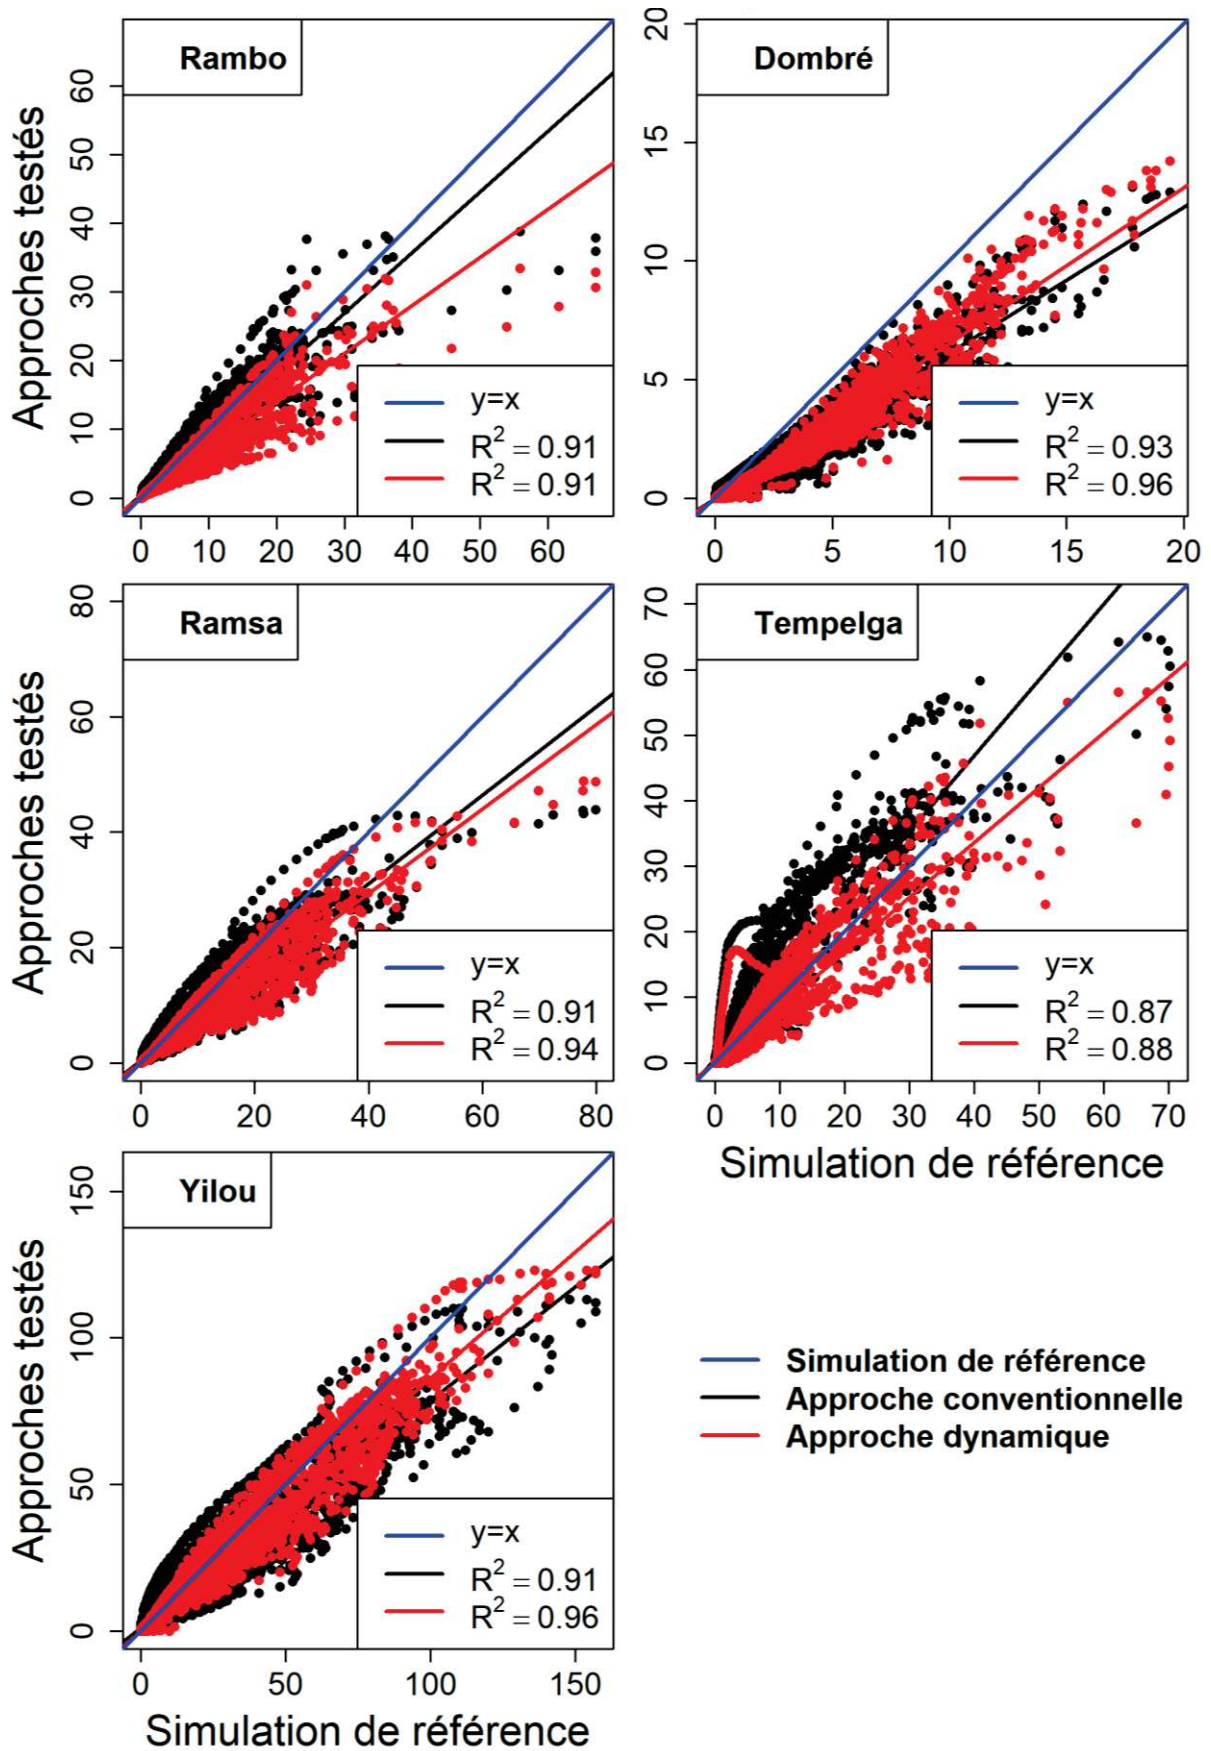 Rambo
Approches testés
0 10 20 30 40 50 60
0 10 20 30 40 50 60
y=x
R² = 0.91
R² = 0.91
Dombré
0 5 10 15 20
0 5 10 15 20
y=x
R² = 0.93
R² = 0.96
Ramsa
Approches testés
0 20 40 60 80
0 20 40 60 80
y=x
R² = 0.91
R² = 0.94
Tempelga
0 10 20 30 40 50 60 70
0 10 20 30 40 50 60 70
Simulation de référence
y=x
R² = 0.87
R² = 0.88
Yilou
Approches testés
0 50 100 150
0 50 100 150
Simulation de référence
y=x
R² = 0.91
R² = 0.96
Simulation de référence
Approche conventionnelle
Approche dynamique